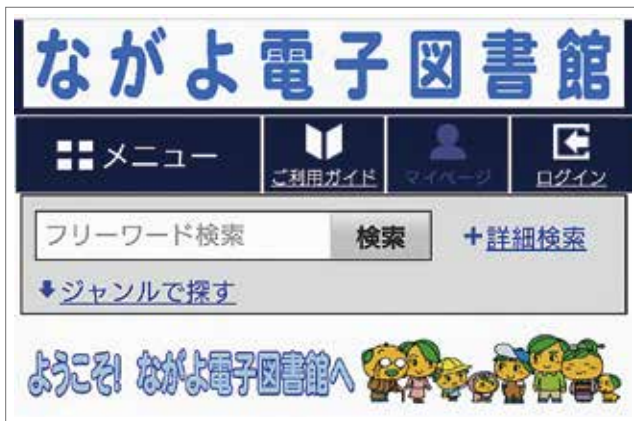 ながよ電子図書館
メニュー
ご利用ガイド
マイページ
ログイン
フリーワード検索
検索
+詳細検索
ジャンルで探す
ようこそ! ながよ電子図書館へ